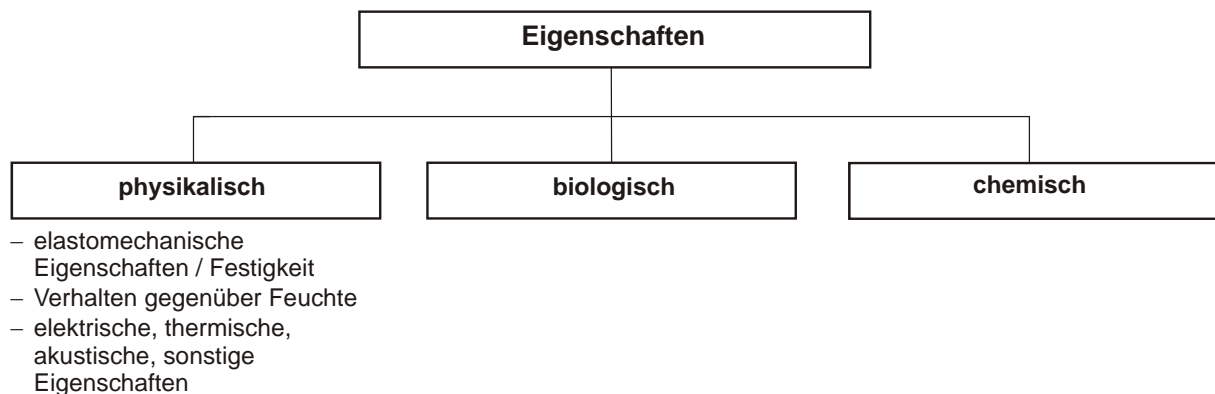 Eigenschaften
physikalisch
biologisch
chemisch
– elastomechanische
Eigenschaften / Festigkeit
– Verhalten gegenüber Feuchte
– elektrische, thermische,
akustische, sonstige
Eigenschaften